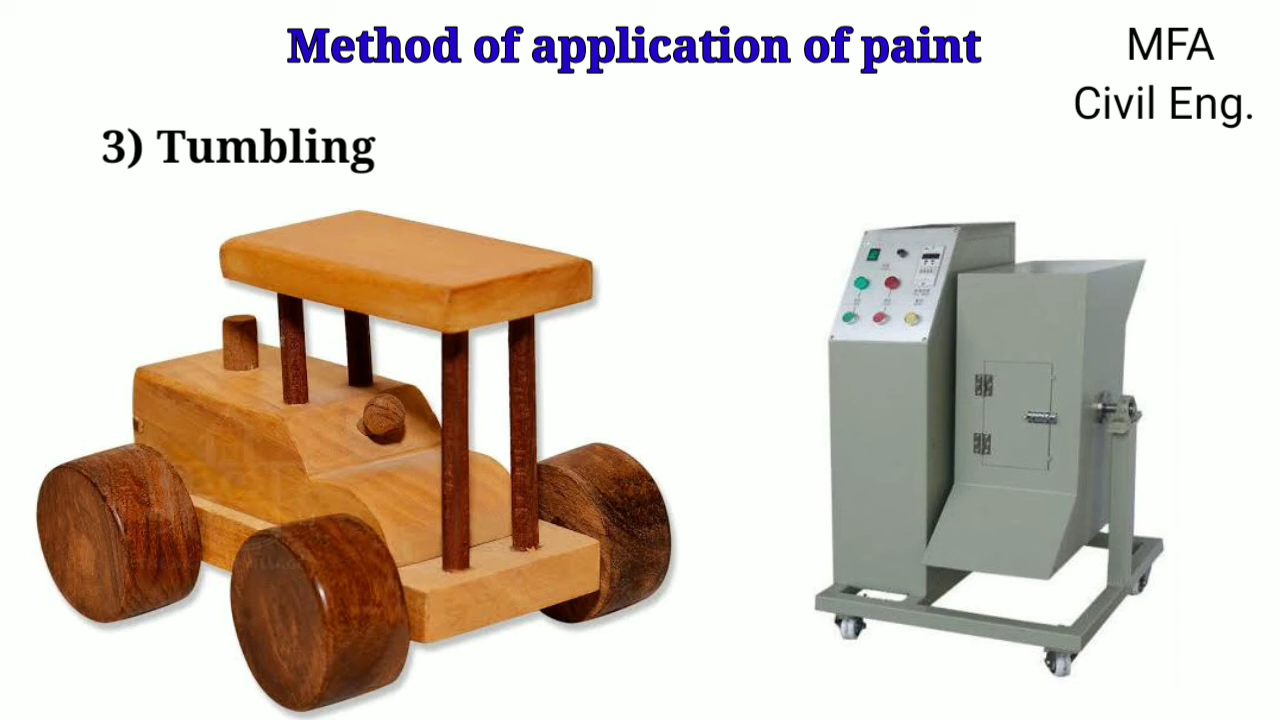 Method of application of paint
MFA
Civil Eng.
3) Tumbling